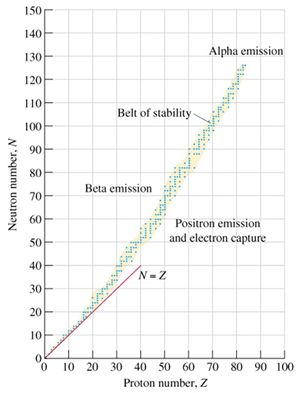 150
140
130
120
110
100
90
80
70
60
50
40
30
20
10
0
Neutron number, N
Alpha emission
Belt of stability
Beta emission
Positron emission
and electron capture
N = Z
0 10 20 30 40 50 60 70 80 90 100
Proton number, Z